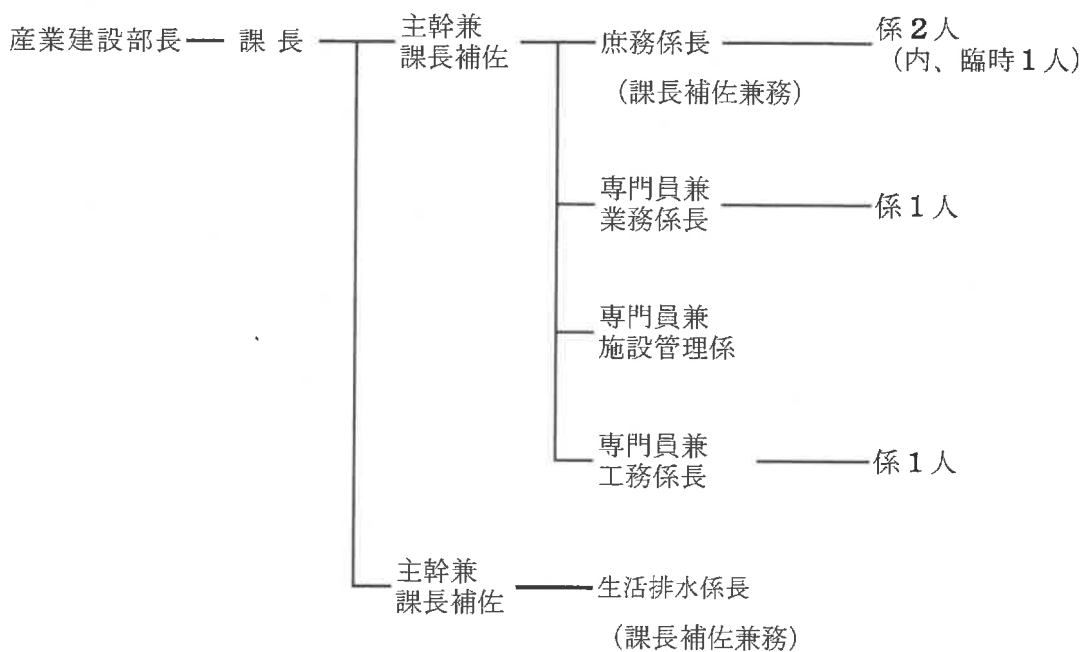 産業建設部長
課長
主幹兼
課長補佐
庶務係長
(課長補佐兼務)
係2人
(内、臨時1人)
専門員兼
業務係長
係1人
専門員兼
施設管理係
専門員兼
工務係長
係1人
主幹兼
課長補佐
生活排水係長
(課長補佐兼務)